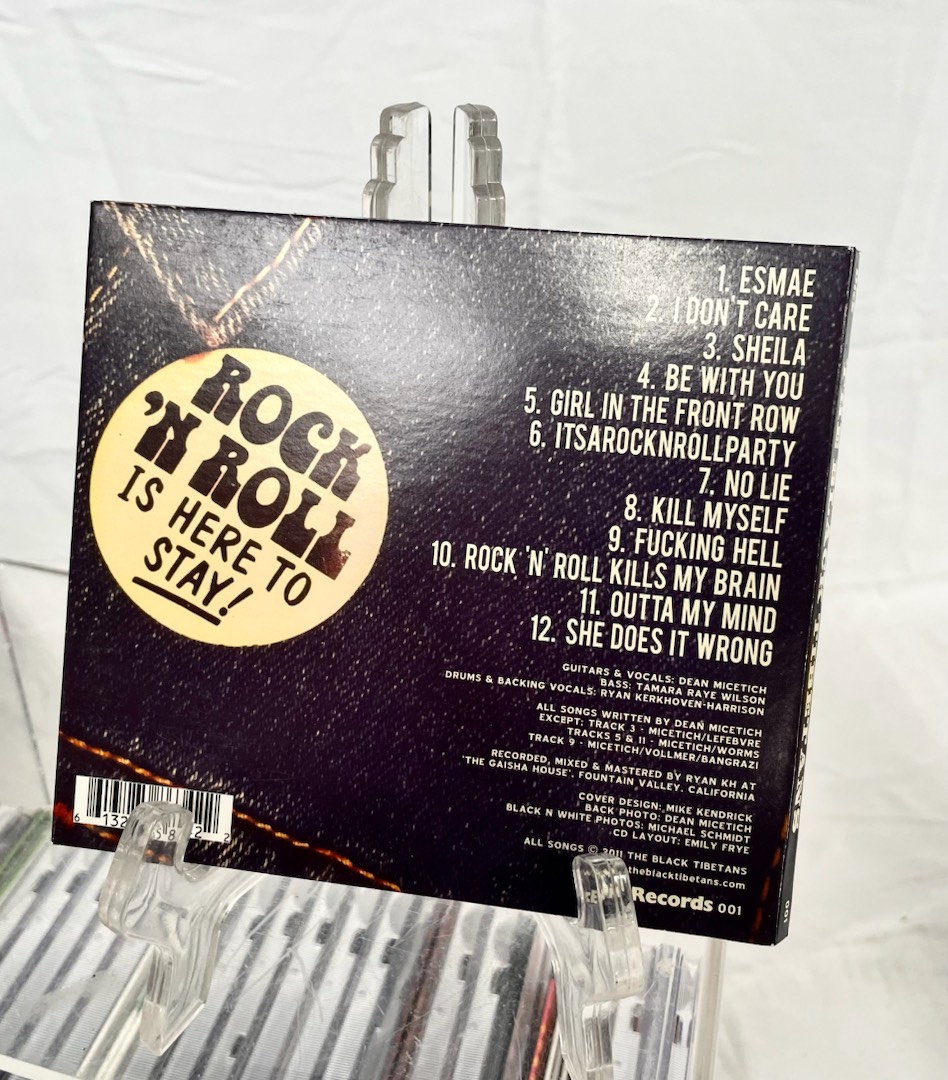 ROCK
'N ROLL
IS HERE TO
STAY!
1. ESMAE
2. I DON'T CARE
3. SHEILA
4. BE WITH YOU
5. GIRL IN THE FRONT ROW
6. ITSAROCKNROLLPARTY
7. NO LIE
8. KILL MYSELF
9. FUCKING HELL
10. ROCK 'N' ROLL KILLS MY BRAIN
11. OUTTA MY MIND
12. SHE DOES IT WRONG
GUITARS & VOCALS: DEAN MICETICH
BASS: TAMARA RAYE WILSON
DRUMS & BACKING VOCALS: RYAN KERKHOVEN-HARRISON
ALL SONGS WRITTEN BY DEAN MICETICH
EXCEPT: TRACK 3 - MICETICH/LEFEBVRE
TRACKS 5 & 11 - MICETICH/WORMS
TRACK 9 - MICETICH/VOLLMER/BANGRAZI
RECORDED, MIXED & MASTERED BY RYAN KH AT
'THE GAISHA HOUSE', FOUNTAIN VALLEY, CALIFORNIA
COVER DESIGN: MIKE KENDRICK
BACK PHOTO: DEAN MICETICH
BLACK N WHITE PHOTOS: MICHAEL SCHMIDT
CD LAYOUT: EMILY FRYE
ALL SONGS © 2011 THE BLACK TIBETANS
theblacktibetans.com
Records 001
001